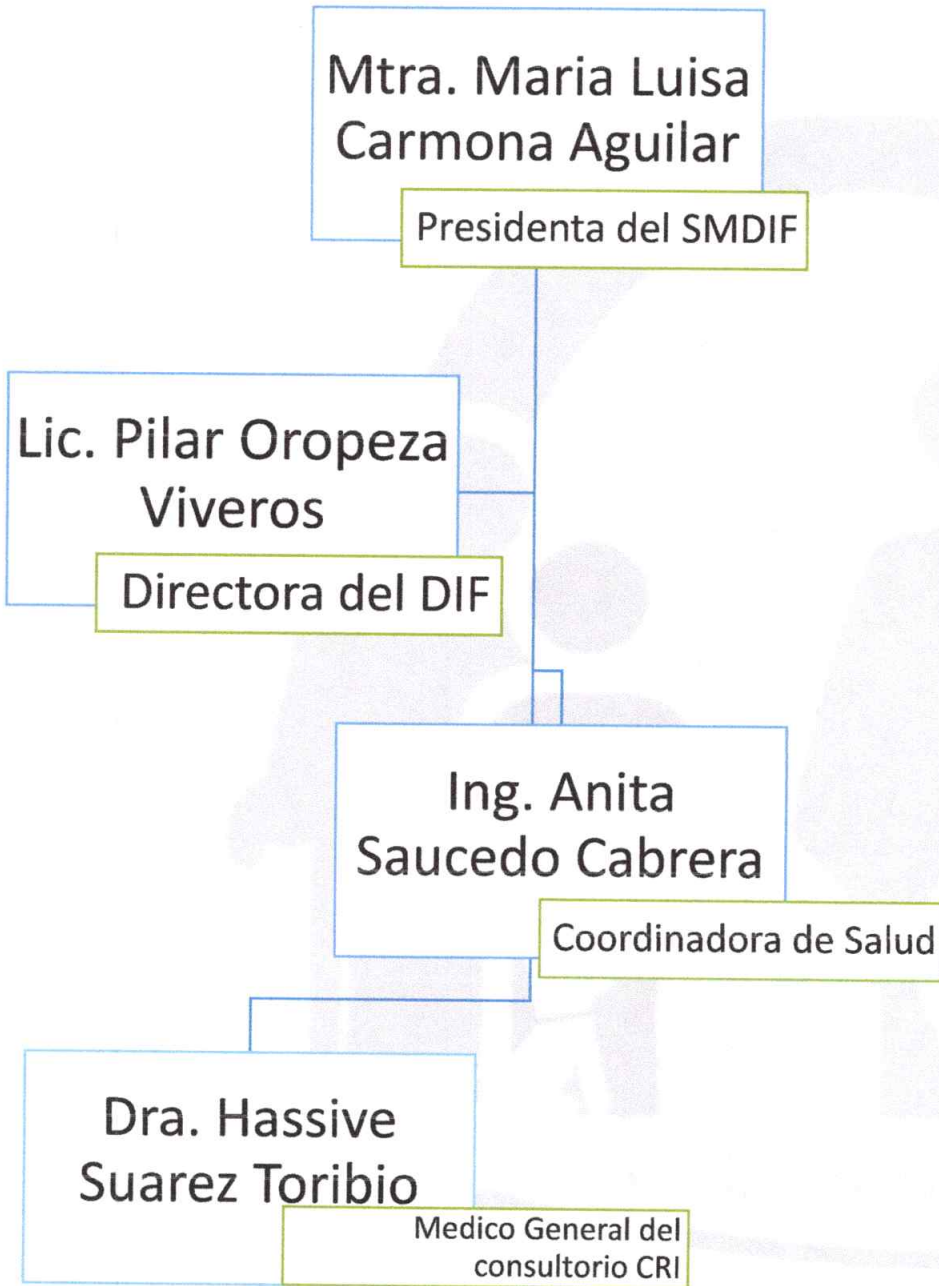 Mtra. Maria Luisa
Carmona Aguilar
Presidenta del SMDIF
Lic. Pilar Oropeza
Viveros
Directora del DIF
Ing. Anita
Saucedo Cabrera
Coordinadora de Salud
Dra. Hassive
Suarez Toribio
Medico General del
consultorio CRI